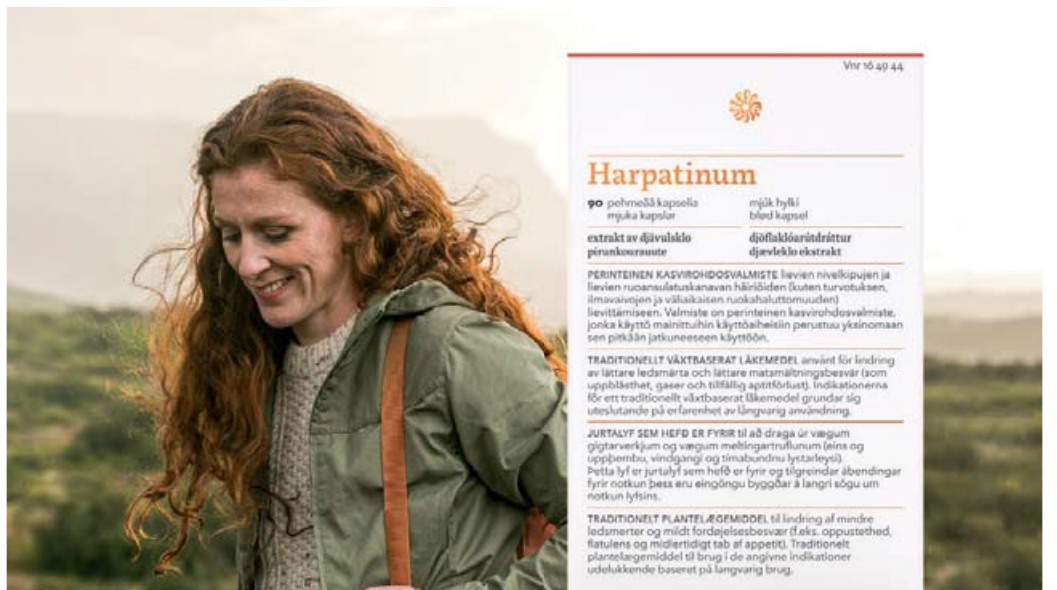 Vnr 16 49 44
Harpatinum
90 pehmeää kapselia
mjuka kapslar
mjúk hylki
blød kapsel
extrakt av djävulsklo
pirunkourauute
djöflaklóarútdráttur
djævleklo ekstrakt
PERINTEINEN KASVIROHDOSVALMISTE lievien nivelkipujen ja
lievien ruoansulatuskanavan häiriöiden (kuten turvotuksen,
ilmavaivojen ja väliaikaisen ruokahaluttomuuden)
lievittämiseen. Valmiste on perinteinen kasvirohdosvalmiste,
jonka käyttö mainittuihin käyttöaiheisiin perustuu yksinomaan
sen pitkään jatkuneeseen käyttöön.
TRADITIONELLT VÄXTBASERAT LÄKEMEDEL använt för lindring
av lättare ledsmärta och lättare matsmältningsbesvär (som
uppblåsthet, gaser och tillfällig aptitförlust). Indikationerna
för ett traditionellt växtbaserat läkemedel grundar sig
uteslutande på erfarenhet av långvarig användning.
JURTALYF SEM HEFÐ ER FYRIR til að draga úr vægum
gigtarverkjum og vægum meltingartruflunum (eins og
uppþembu, vindgangi og tímabundnu lystarleysi).
Þetta lyf er jurtalyf sem hefð er fyrir og tilgreindar ábendingar
fyrir notkun þess eru eingöngu byggðar á langri sögu um
notkun lyfsins.
TRADITIONELT PLANTELÆGEMIDDEL til lindring af mindre
ledsmerter og mildt fordøjelsesbesvær (f.eks. oppustethed,
flatulens og midlertidigt tab af appetit). Traditionelt
plantelægemiddel til brug i de angivne indikationer
udelukkende baseret på langvarig brug.